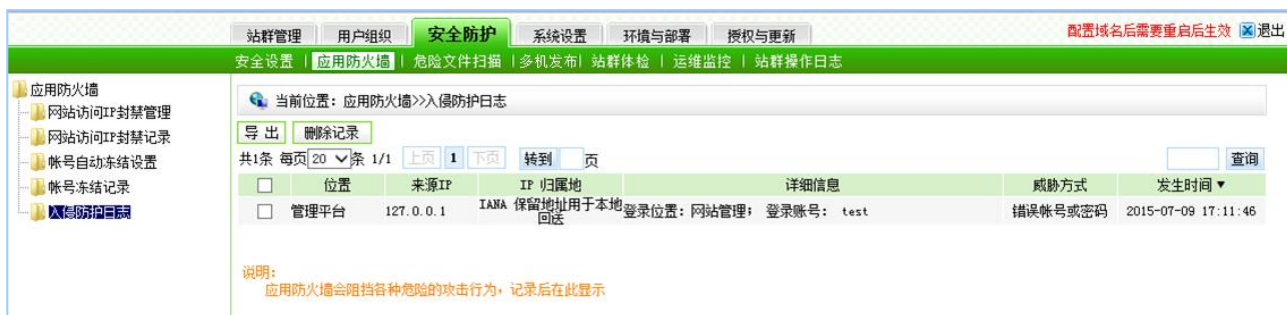 站群管理 用户组织 安全防护 系统设置 环境与部署 授权与更新 配置域名后需要重启后生效 退出
安全设置 | 应用防火墙 | 危险文件扫描 | 多机发布 | 站群体检 | 运维监控 | 站群操作日志
应用防火墙
网站访问IP封禁管理
网站访问IP封禁记录
帐号自动冻结设置
帐号冻结记录
入侵防护日志
当前位置: 应用防火墙>>入侵防护日志
导 出 删除记录
共1条 每页 20 条 1/1 上页 1 下页 转到 页 查询
位置 来源IP IP 归属地 详细信息 威胁方式 发生时间▼
管理平台 127.0.0.1 IANA 保留地址用于本地回送 登录位置: 网站管理; 登录账号: test 错误帐号或密码 2015-07-09 17:11:46
说明:
应用防火墙会阻挡各种危险的攻击行为,记录后在此显示